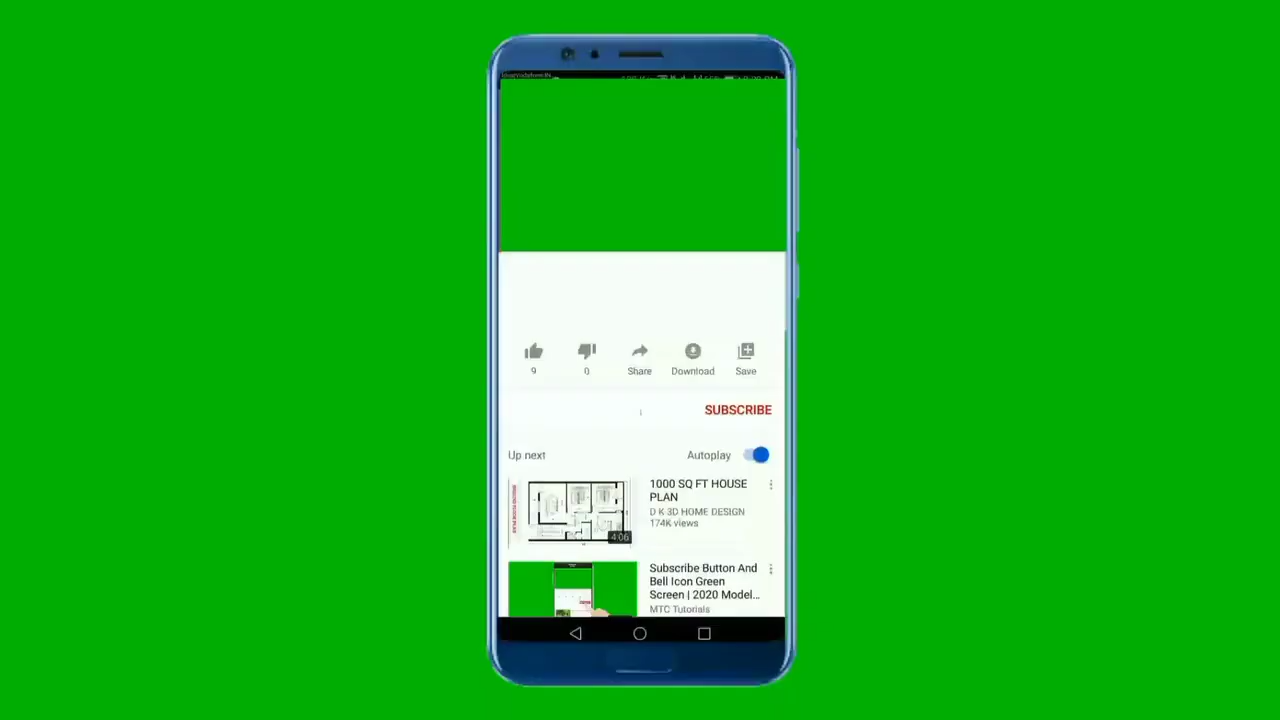 9
0
Share
Download
Save
SUBSCRIBE
Up next
Autoplay
1000 SQ FT HOUSE
PLAN
D K 3D HOME DESIGN
174K views
4:06
Subscribe Button And
Bell Icon Green
Screen | 2020 Model...
MTC Tutorials